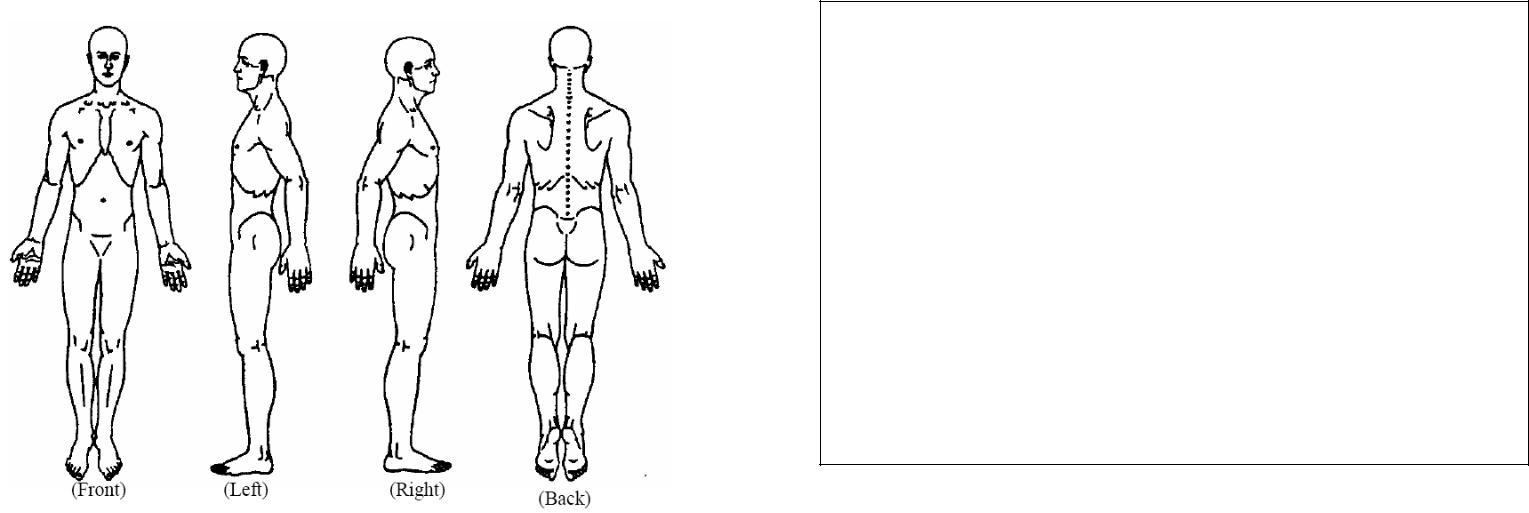 (Front) (Left) (Right) (Back)